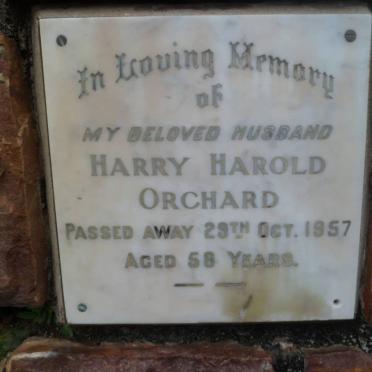 In Loving Memory
of
MY BELOVED HUSBAND
HARRY HAROLD
ORCHARD
PASSED AWAY 29TH OCT. 1957
AGED 58 YEARS.